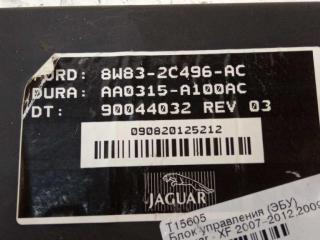 FORD: 8W83-2C496-AC
DURA: AA0315-A100AC
DT: 90044032 REV 03
090820125212
JAGUAR
T15605
Блок управления (ЭБУ)
XF 2007-2012,2009